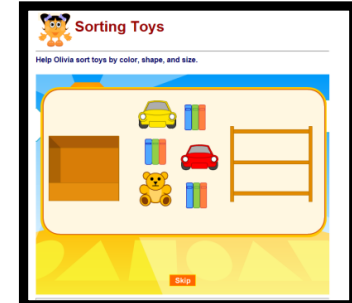 Sorting Toys
Help Olivia sort toys by color, shape, and size.
Skip